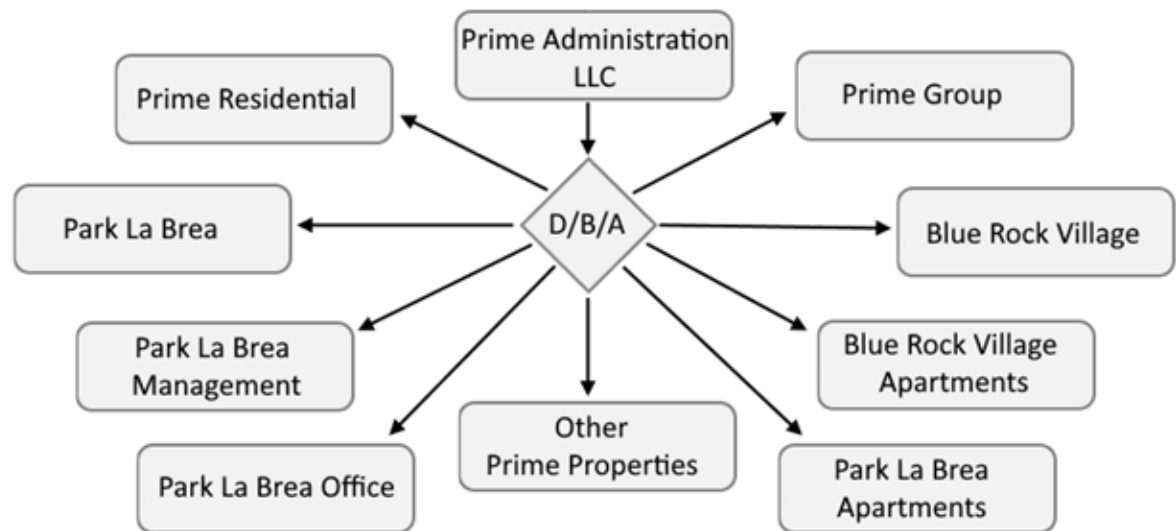 Prime Administration
LLC
Prime Residential
Prime Group
Park La Brea
D/B/A
Blue Rock Village
Park La Brea
Management
Blue Rock Village
Apartments
Other
Prime Properties
Park La Brea Office
Park La Brea
Apartments